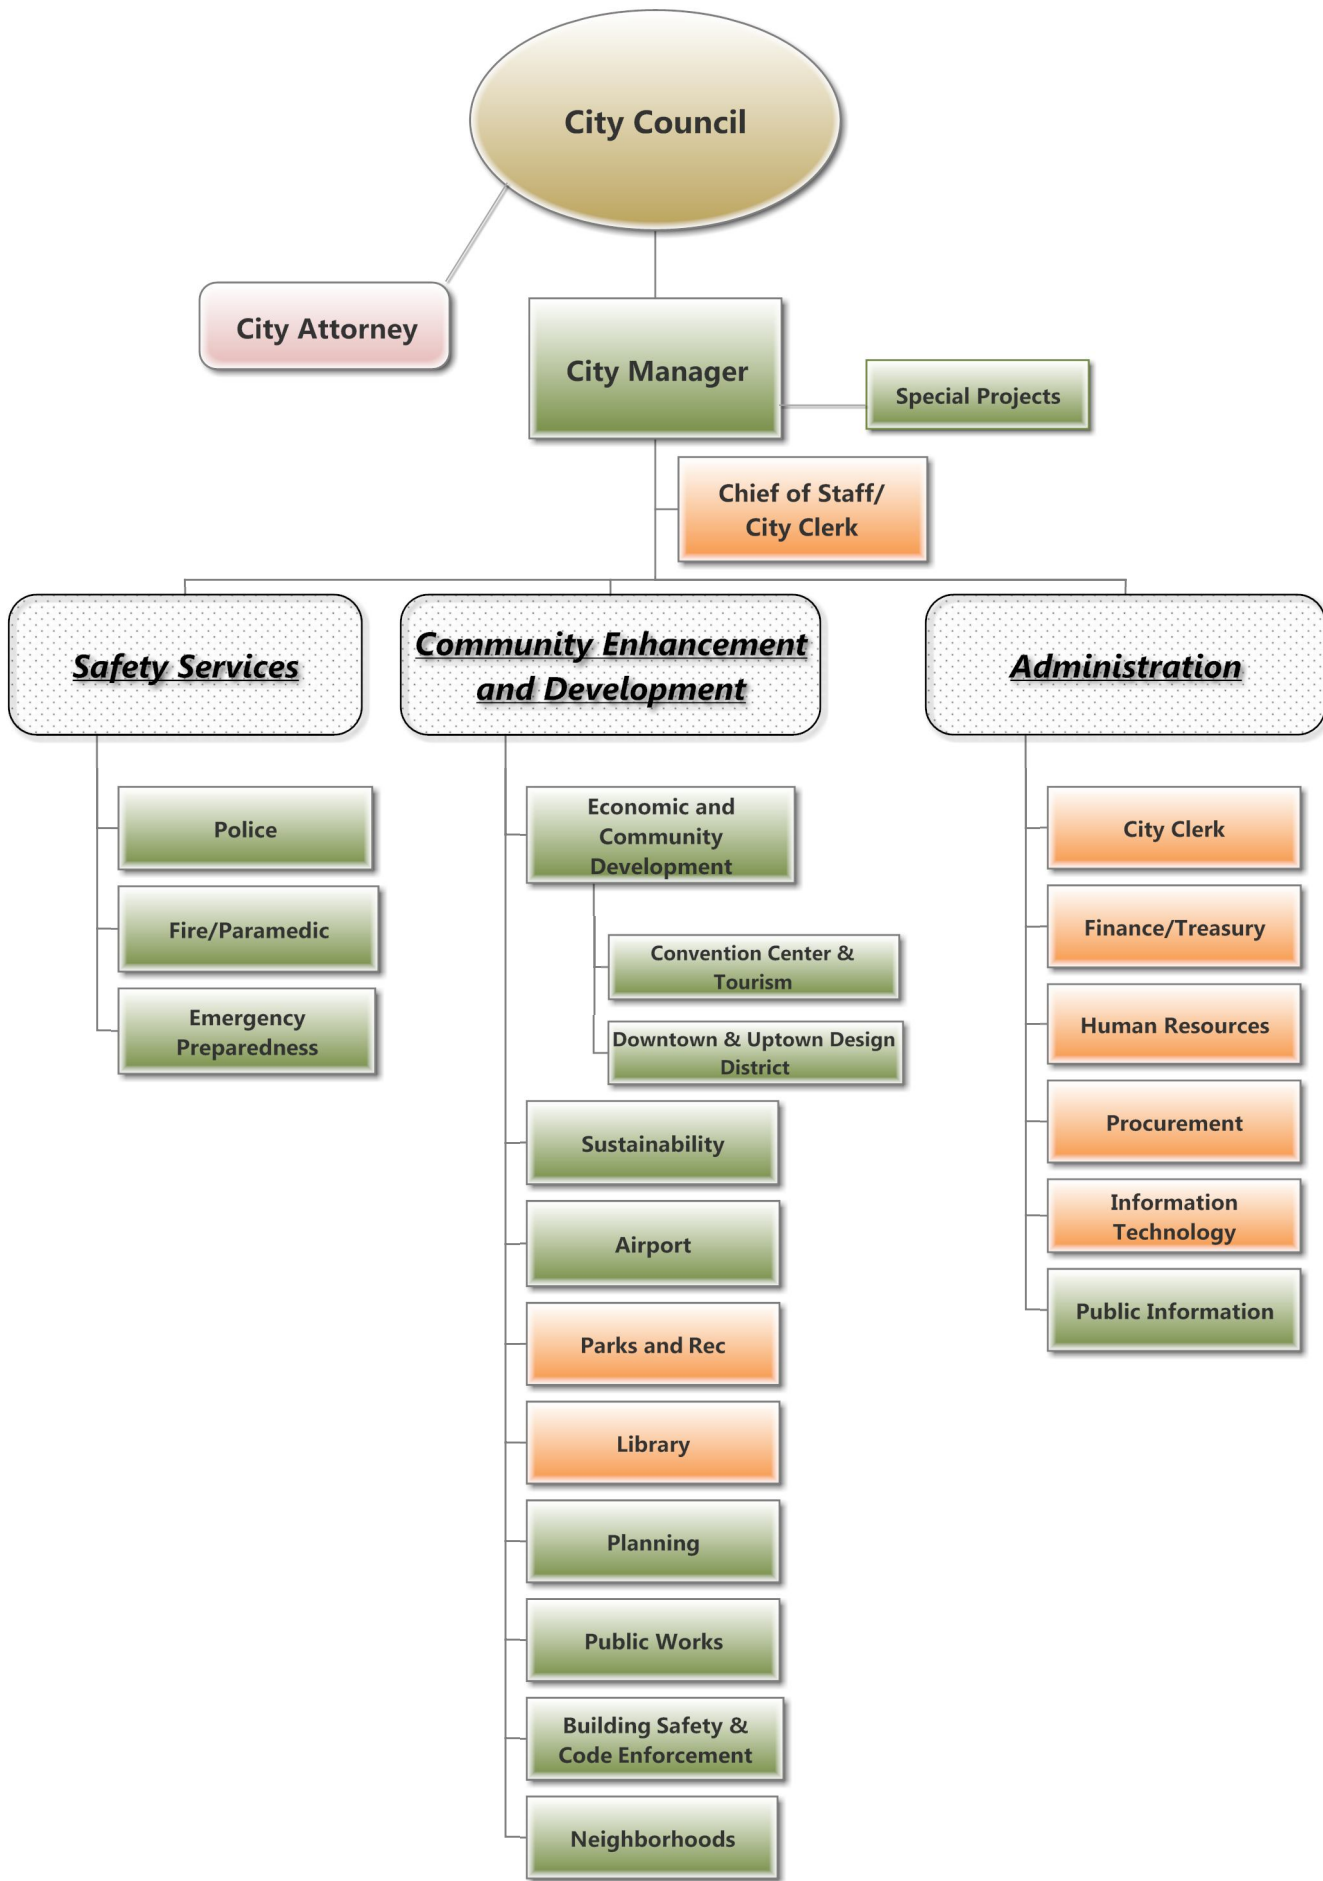 City Council
City Attorney
City Manager
Special Projects
Chief of Staff/
City Clerk
Safety Services
Community Enhancement
and Development
Administration
Police
Fire/Paramedic
Emergency
Preparedness
Economic and
Community
Development
Convention Center &
Tourism
Downtown & Uptown Design
District
Sustainability
Airport
Parks and Rec
Library
Planning
Public Works
Building Safety &
Code Enforcement
Neighborhoods
City Clerk
Finance/Treasury
Human Resources
Procurement
Information
Technology
Public Information